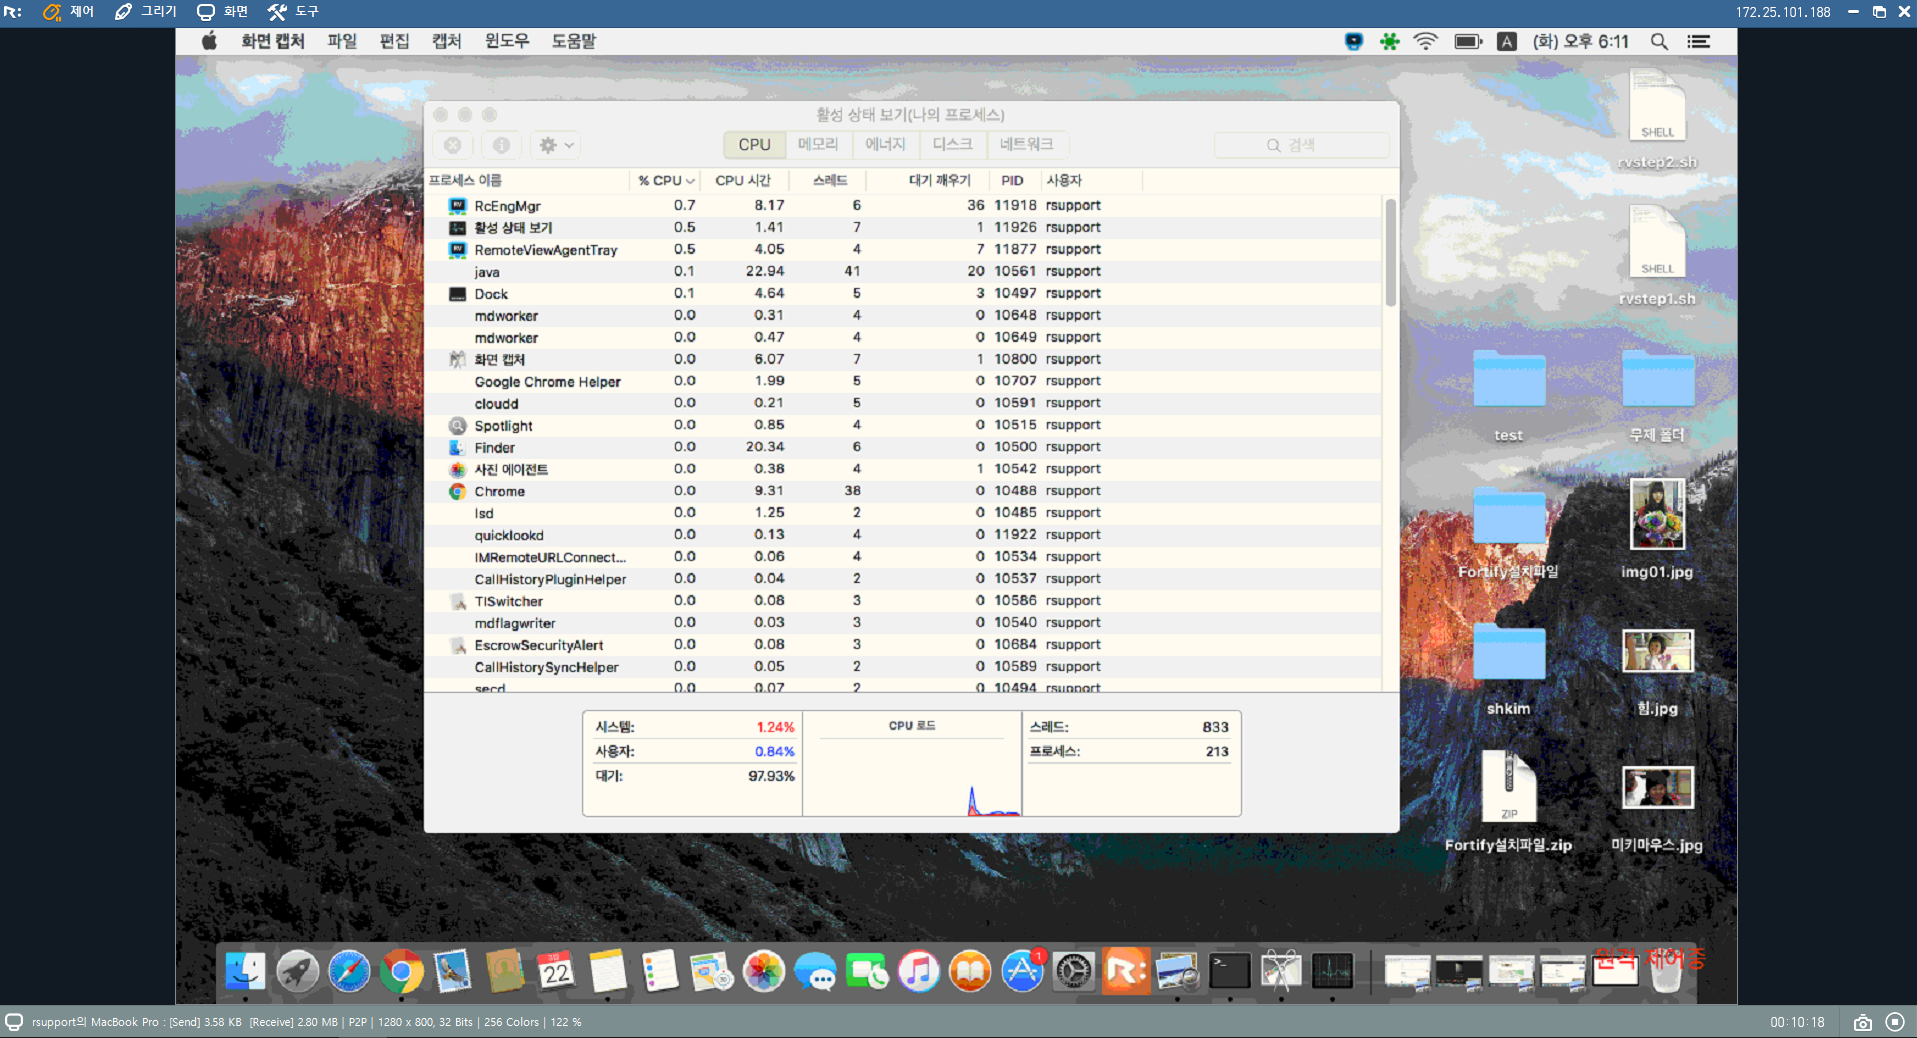 R: 제어 그리기 화면 도구 172.25.101.188
화면 캡처 파일 편집 캡처 윈도우 도움말 A (화) 오후 6:11
활성 상태 보기(나의 프로세스)
CPU 메모리 에너지 디스크 네트워크 검색
프로세스 이름 % CPU CPU 시간 스레드 대기 깨우기 PID 사용자
RcEngMgr 0.7 8.17 6 36 11918 rsupport
활성 상태 보기 0.5 1.41 7 1 11926 rsupport
RemoteViewAgentTray 0.5 4.05 4 7 11877 rsupport
java 0.1 22.94 41 20 10561 rsupport
Dock 0.1 4.64 5 3 10497 rsupport
mdworker 0.0 0.31 4 0 10648 rsupport
mdworker 0.0 0.47 4 0 10649 rsupport
화면 캡처 0.0 6.07 7 1 10800 rsupport
Google Chrome Helper 0.0 1.99 5 0 10707 rsupport
cloudd 0.0 0.21 5 0 10591 rsupport
Spotlight 0.0 0.85 4 0 10515 rsupport
Finder 0.0 20.34 6 0 10500 rsupport
사진 에이전트 0.0 0.38 4 1 10542 rsupport
Chrome 0.0 9.31 38 0 10488 rsupport
lsd 0.0 1.25 2 0 10485 rsupport
quicklookd 0.0 0.13 4 0 11922 rsupport
IMRemoteURLConnect... 0.0 0.06 4 0 10534 rsupport
CallHistoryPluginHelper 0.0 0.04 2 0 10537 rsupport
TISwitcher 0.0 0.08 3 0 10586 rsupport
mdflagwriter 0.0 0.03 3 0 10540 rsupport
EscrowSecurityAlert 0.0 0.08 3 0 10684 rsupport
CallHistorySyncHelper 0.0 0.05 2 0 10589 rsupport
secd 0.0 0.07 2 0 10494 rsupport
시스템: 1.24% CPU 로드 스레드: 833
사용자: 0.84% 프로세스: 213
대기: 97.93%
SHELL
rvstep2.sh
SHELL
rvstep1.sh
test 무제 폴더
Fortify설치파일 img01.jpg
shkim 힘.jpg
ZIP
Fortify설치파일.zip 미키마우스.jpg
22
1
R:
원격 제어중
rsupport의 MacBook Pro : [Send] 3.58 KB [Receive] 2.80 MB | P2P | 1280 x 800, 32 Bits | 256 Colors | 122 % 00:10:18